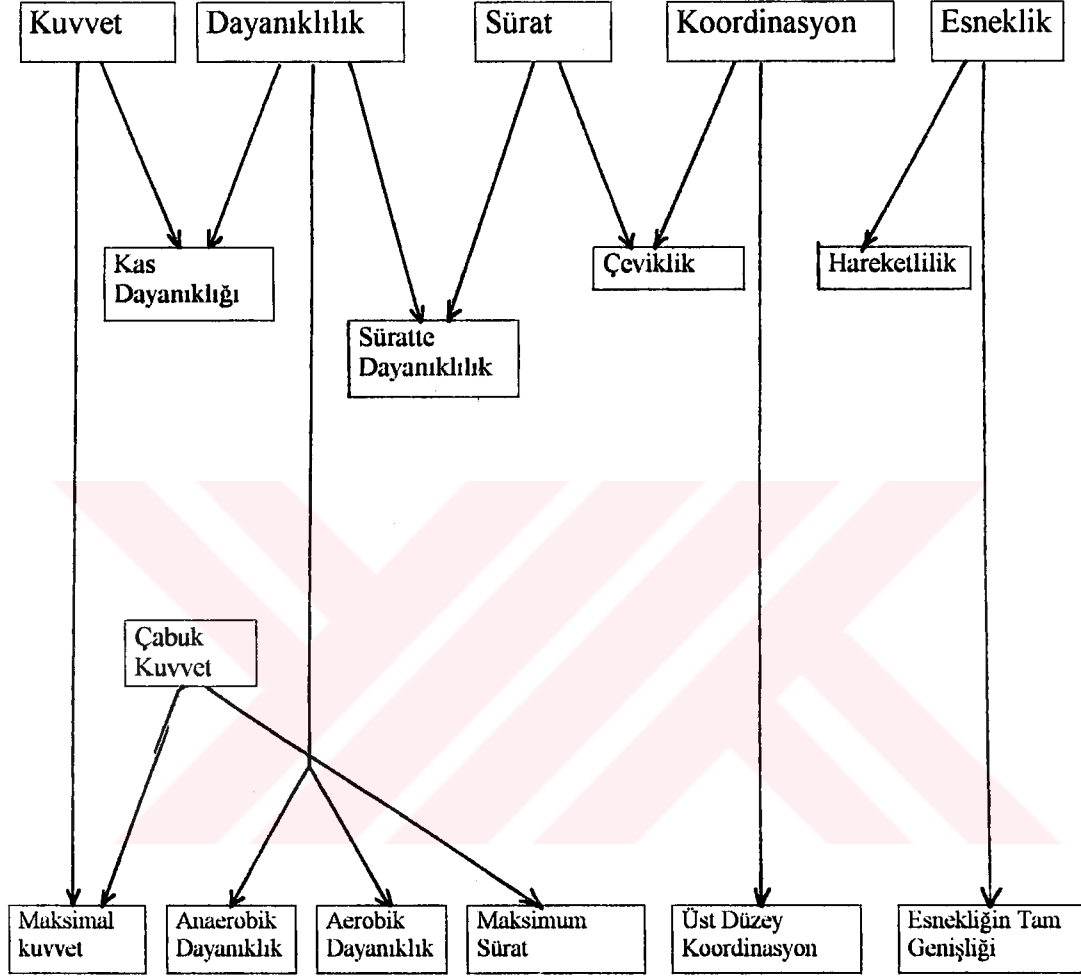 Kuvvet
Dayanıklılık
Sürat
Koordinasyon
Esneklik
Kas
Dayanıklığı
Çeviklik
Hareketlilik
Süratte
Dayanıklılık
Çabuk
Kuvvet
Maksimal
kuvvet
Anaerobik
Dayanıklık
Aerobik
Dayanıklık
Maksimum
Sürat
Üst Düzey
Koordinasyon
Esnekliğin Tam
Genişliği